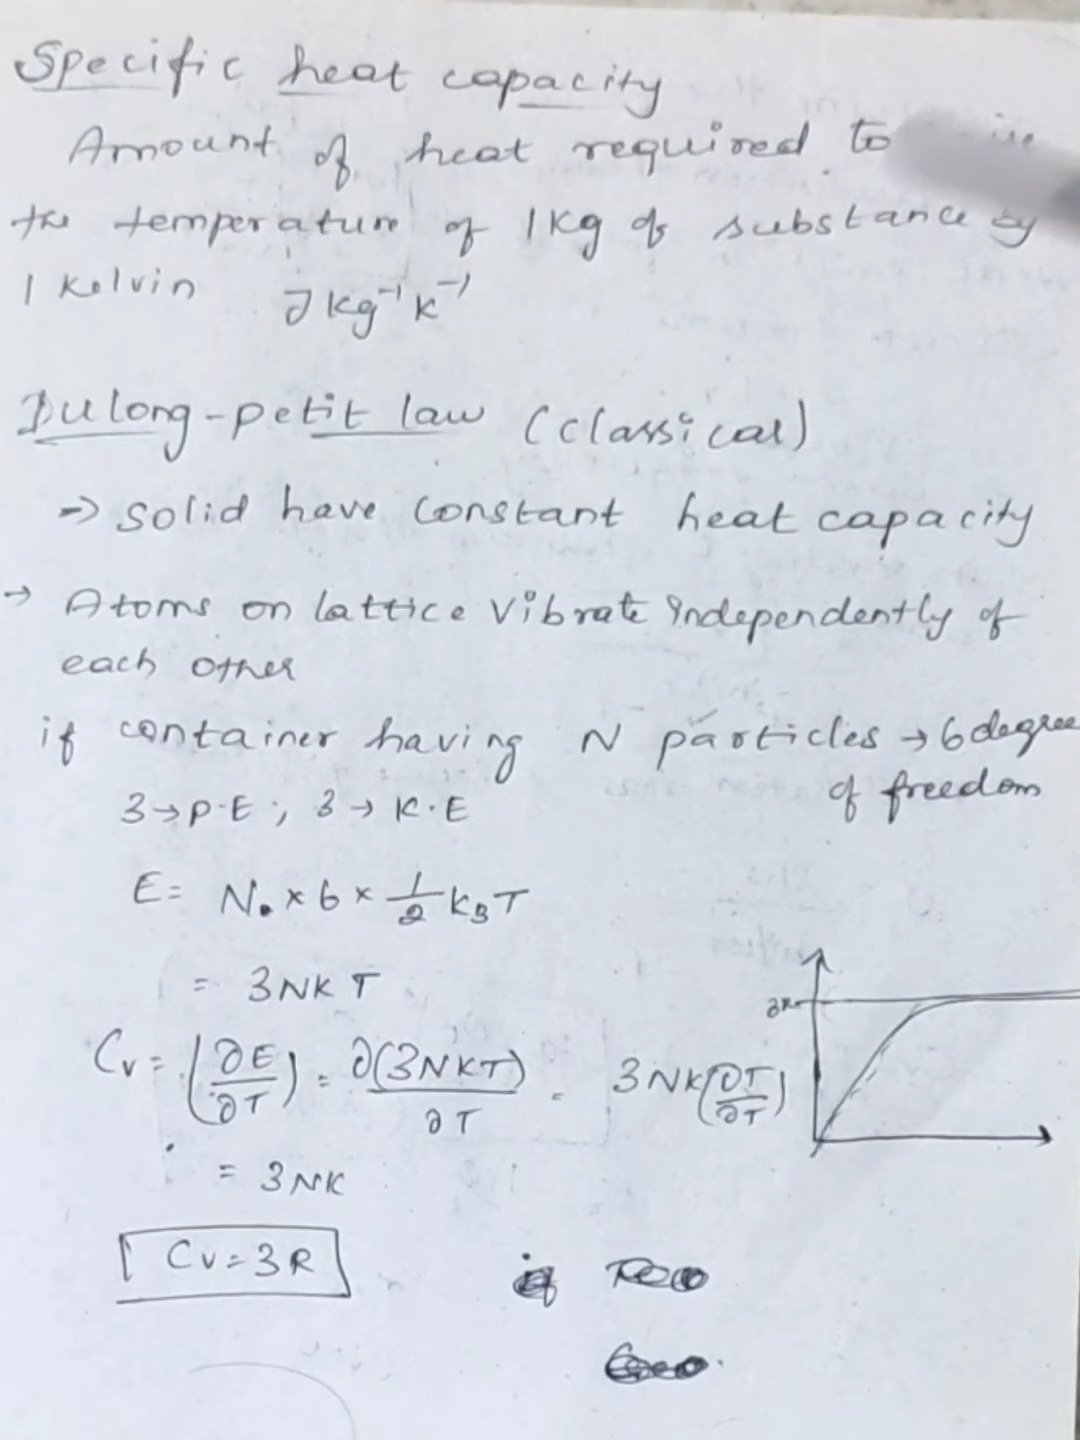 Specific heat capacity
Amount of heat required to
the temperature of 1 kg of substance by
1 Kelvin J kg⁻¹ K⁻¹
Dulong-petit law (classical)
→ solid have constant heat capacity
→ Atoms on lattice vibrate independently of
each other
if container having N particles → 6 degree
of freedom
3→P.E; 3→K.E
E = N. × 6 × 1/2 k_B T
= 3NKT
3R
Cv = (∂E/∂T) = ∂(3NKT)/∂T = 3NK(∂T/∂T)
= 3NK
Cv = 3R